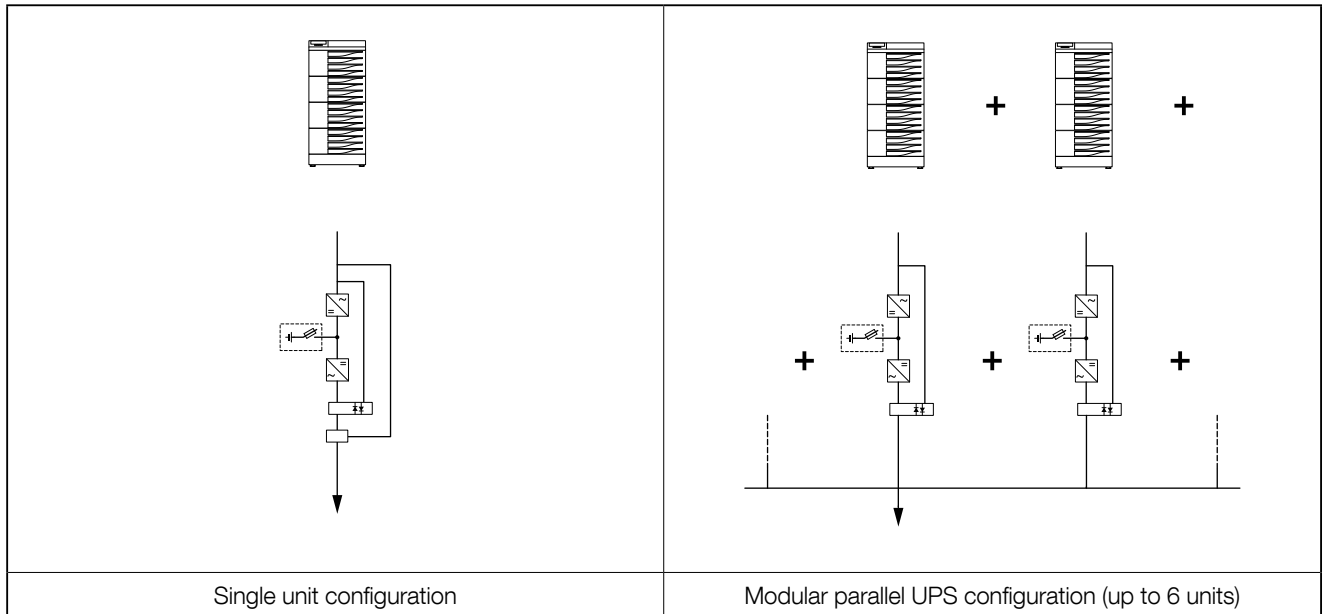 + +
+ + +
Single unit configuration
Modular parallel UPS configuration (up to 6 units)